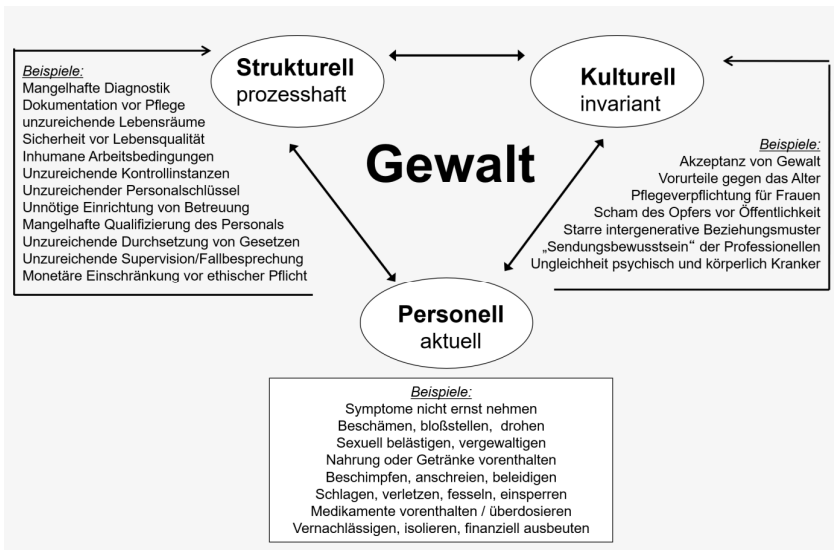 Strukturell
prozesshaft
Kulturell
invariant
Gewalt
Beispiele:
Mangelhafte Diagnostik
Dokumentation vor Pflege
unzureichende Lebensräume
Sicherheit vor Lebensqualität
Inhumane Arbeitsbedingungen
Unzureichende Kontrollinstanzen
Unzureichender Personalschlüssel
Unnötige Einrichtung von Betreuung
Mangelhafte Qualifizierung des Personals
Unzureichende Durchsetzung von Gesetzen
Unzureichende Supervision/Fallbesprechung
Monetäre Einschränkung vor ethischer Pflicht
Beispiele:
Akzeptanz von Gewalt
Vorurteile gegen das Alter
Pflegeverpflichtung für Frauen
Scham des Opfers vor Öffentlichkeit
Starre intergenerative Beziehungsmuster
„Sendungsbewusstsein“ der Professionellen
Ungleichheit psychisch und körperlich Kranker
Personell
aktuell
Beispiele:
Symptome nicht ernst nehmen
Beschämen, bloßstellen, drohen
Sexuell belästigen, vergewaltigen
Nahrung oder Getränke vorenthalten
Beschimpfen, anschreien, beleidigen
Schlagen, verletzen, fesseln, einsperren
Medikamente vorenthalten / überdosieren
Vernachlässigen, isolieren, finanziell ausbeuten